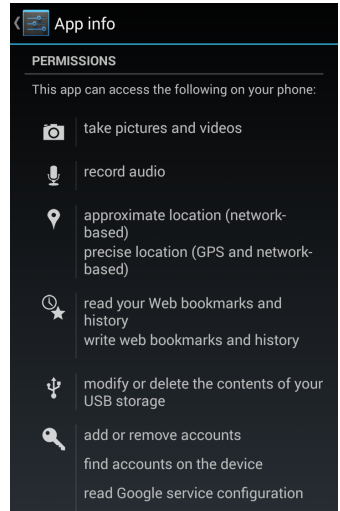 App info
PERMISSIONS
This app can access the following on your phone:
take pictures and videos
record audio
approximate location (network-
based)
precise location (GPS and network-
based)
read your Web bookmarks and
history
write web bookmarks and history
modify or delete the contents of your
USB storage
add or remove accounts
find accounts on the device
read Google service configuration